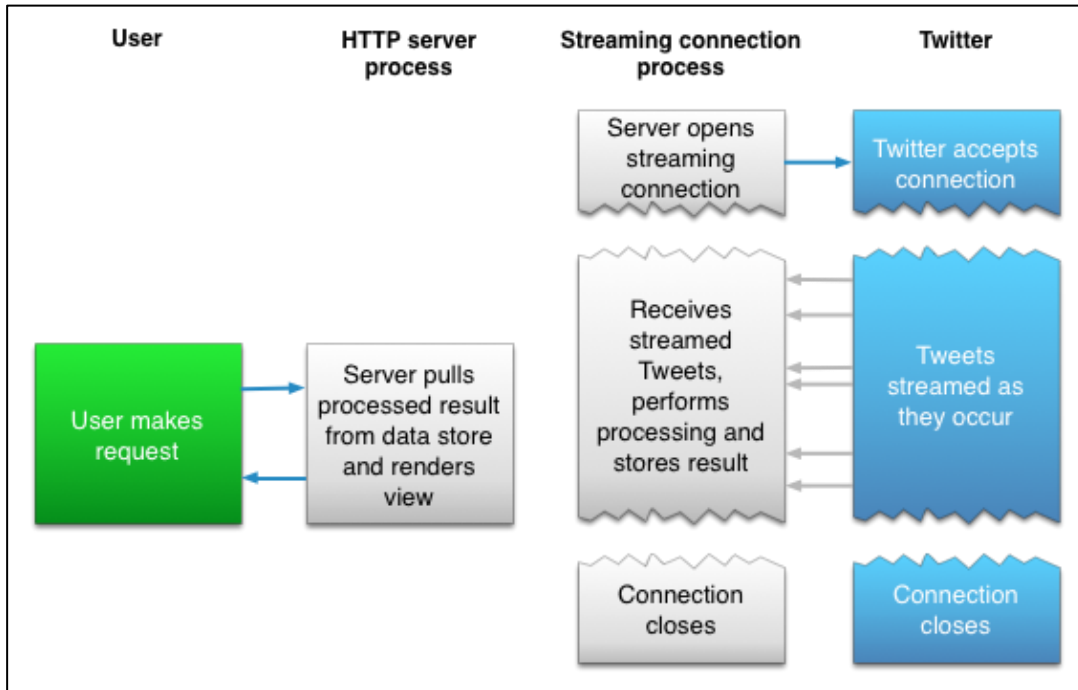 User
HTTP server
process
Streaming connection
process
Twitter
Server opens
streaming
connection
Twitter accepts
connection
User makes
request
Server pulls
processed result
from data store
and renders
view
Receives
streamed
Tweets,
performs
processing and
stores result
Tweets
streamed as
they occur
Connection
closes
Connection
closes